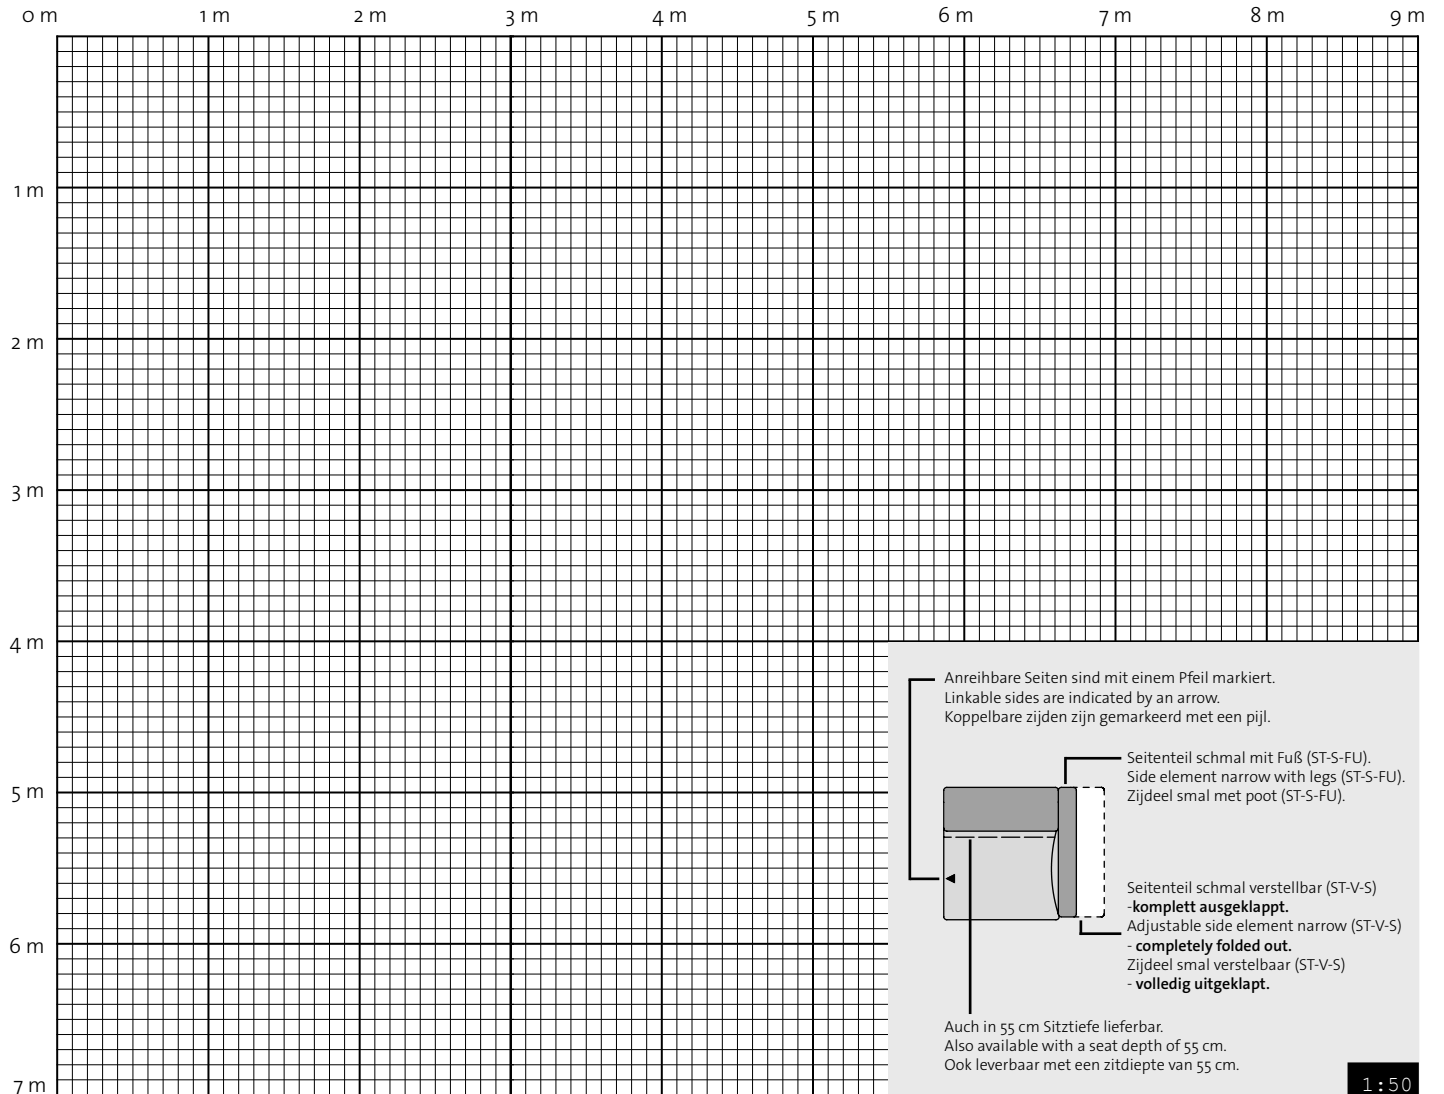 0 m 1 m 2 m 3 m 4 m 5 m 6 m 7 m 8 m 9 m
1 m
2 m
3 m
4 m
5 m
6 m
7 m
Anreihbare Seiten sind mit einem Pfeil markiert.
Linkable sides are indicated by an arrow.
Koppelbare zijden zijn gemarkeerd met een pijl.
Seitenteil schmal mit Fuß (ST-S-FU).
Side element narrow with legs (ST-S-FU).
Zijdeel smal met poot (ST-S-FU).
Seitenteil schmal verstellbar (ST-V-S)
-komplett ausgeklappt.
Adjustable side element narrow (ST-V-S)
- completely folded out.
Zijdeel smal verstelbaar (ST-V-S)
- volledig uitgeklapt.
Auch in 55 cm Sitztiefe lieferbar.
Also available with a seat depth of 55 cm.
Ook leverbaar met een zitdiepte van 55 cm.
1:50